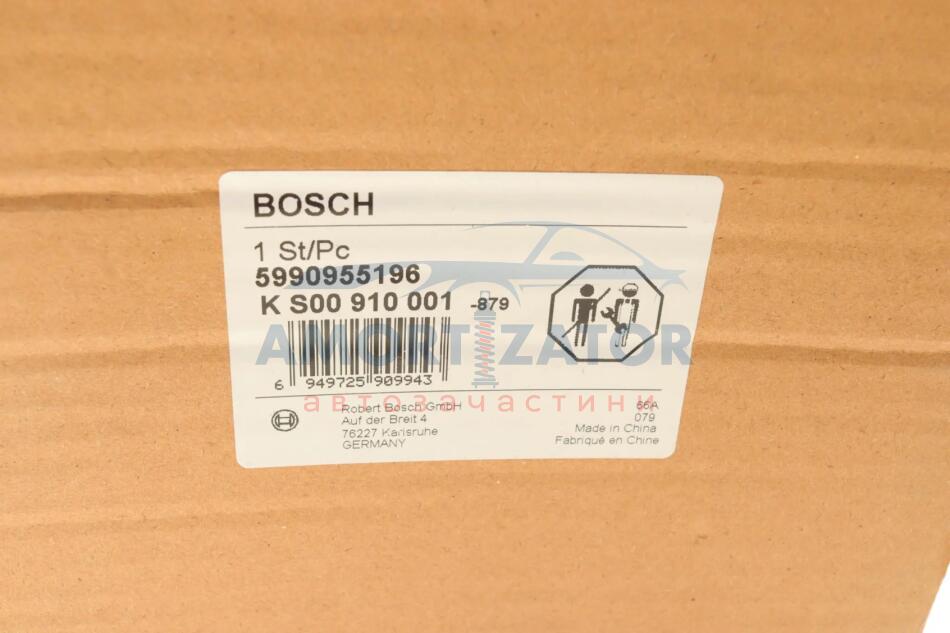 BOSCH
1 St/Pc
5990955196
K S00 910 001 -879
AMORTIZATOR
6 949725 909943
автозапчастини
Robert Bosch GmbH
Auf der Breit 4
76227 Karlsruhe
GERMANY
66A
079
Made in China
Fabriqué en Chine